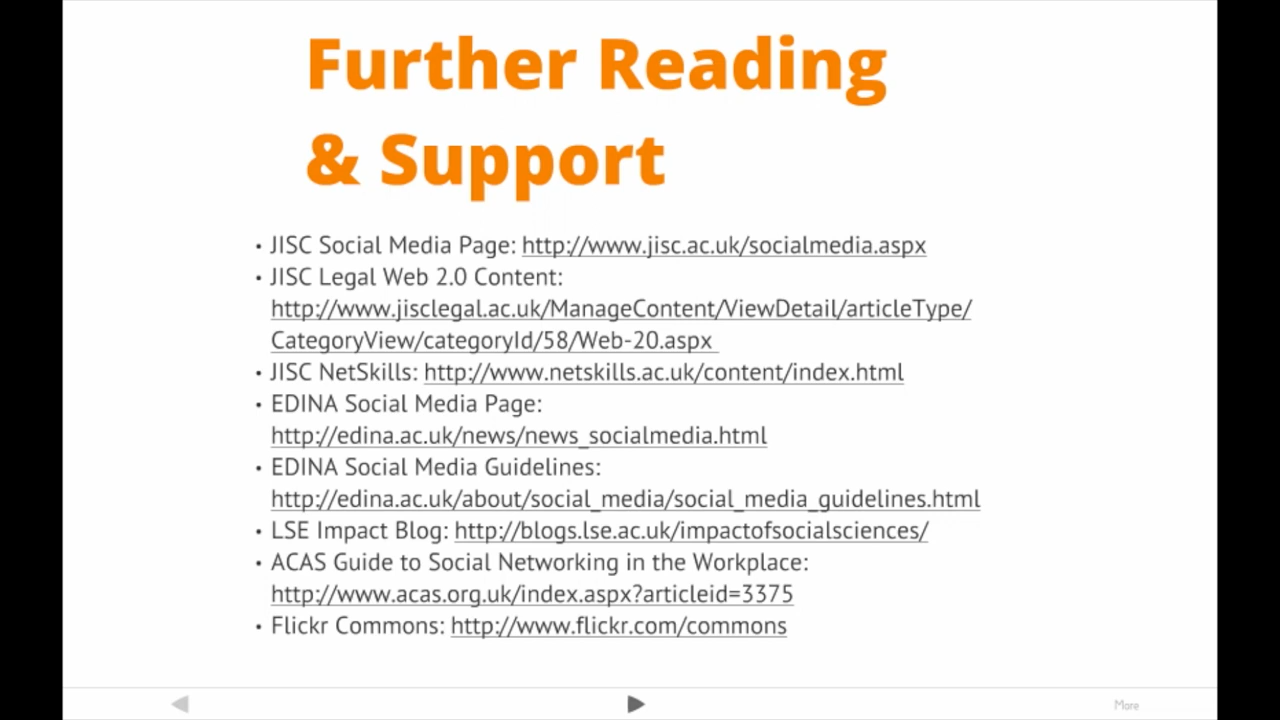 Further Reading
& Support
• JISC Social Media Page: http://www.jisc.ac.uk/socialmedia.aspx
• JISC Legal Web 2.0 Content:
http://www.jisclegal.ac.uk/ManageContent/ViewDetail/articleType/
CategoryView/categoryId/58/Web-20.aspx
• JISC NetSkills: http://www.netskills.ac.uk/content/index.html
• EDINA Social Media Page:
http://edina.ac.uk/news/news_socialmedia.html
• EDINA Social Media Guidelines:
http://edina.ac.uk/about/social_media/social_media_guidelines.html
• LSE Impact Blog: http://blogs.lse.ac.uk/impactofsocialsciences/
• ACAS Guide to Social Networking in the Workplace:
http://www.acas.org.uk/index.aspx?articleid=3375
• Flickr Commons: http://www.flickr.com/commons
More